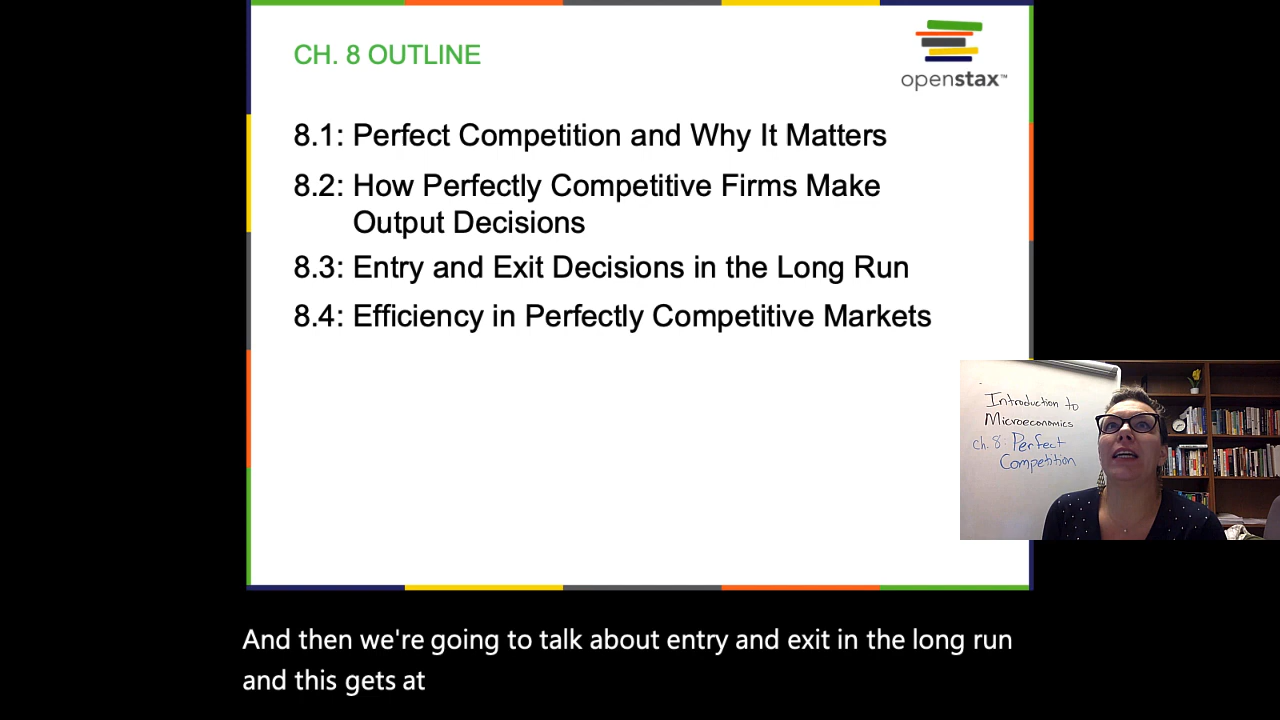 CH. 8 OUTLINE
openstax™
8.1: Perfect Competition and Why It Matters
8.2: How Perfectly Competitive Firms Make
Output Decisions
8.3: Entry and Exit Decisions in the Long Run
8.4: Efficiency in Perfectly Competitive Markets
Introduction to
Microeconomics
Ch. 8: Perfect
Competition
And then we're going to talk about entry and exit in the long run
and this gets at